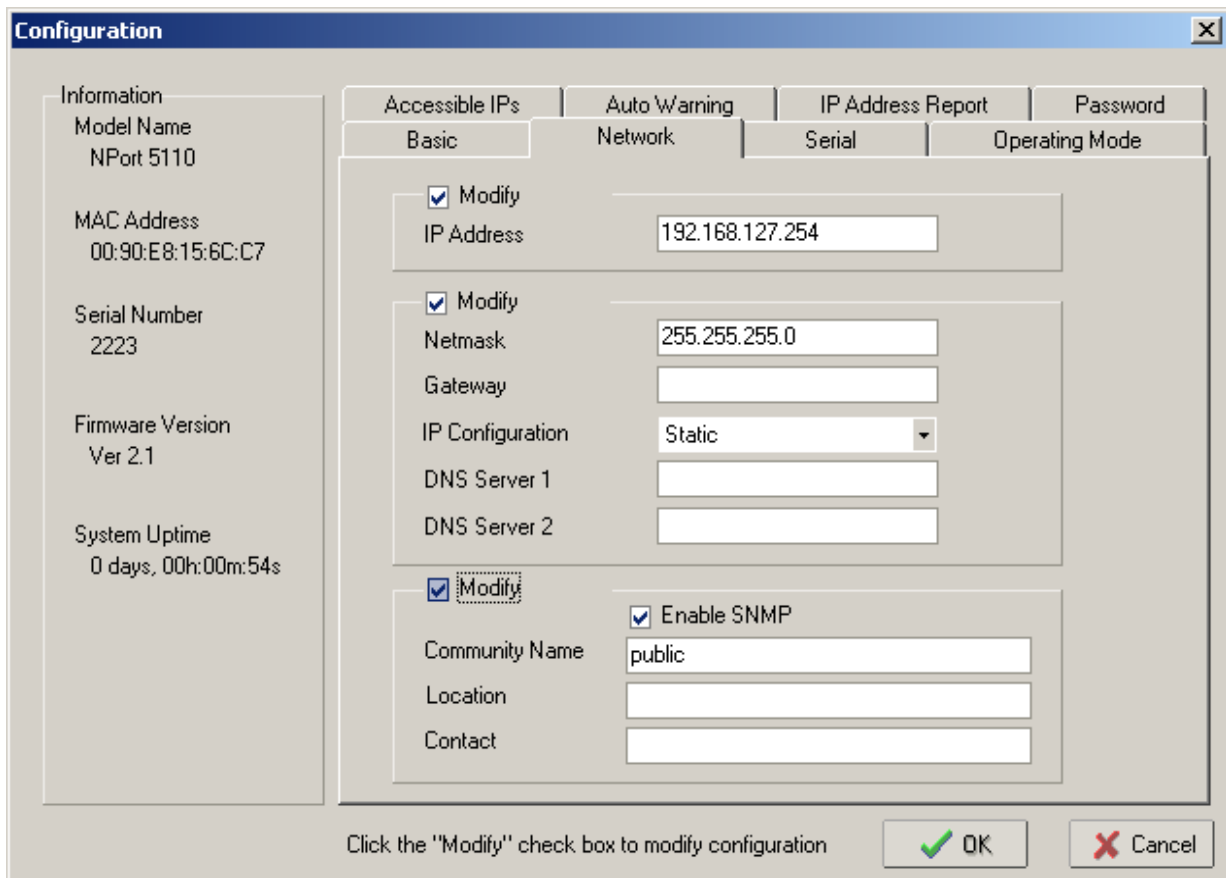 Configuration
Information
Model Name
NPort 5110
MAC Address
00:90:E8:15:6C:C7
Serial Number
2223
Firmware Version
Ver 2.1
System Uptime
0 days, 00h:00m:54s
Accessible IPs Auto Warning IP Address Report Password
Basic Network Serial Operating Mode
Modify
IP Address 192.168.127.254
Modify
Netmask 255.255.255.0
Gateway
IP Configuration Static
DNS Server 1
DNS Server 2
Modify
Enable SNMP
Community Name public
Location
Contact
Click the "Modify" check box to modify configuration OK Cancel